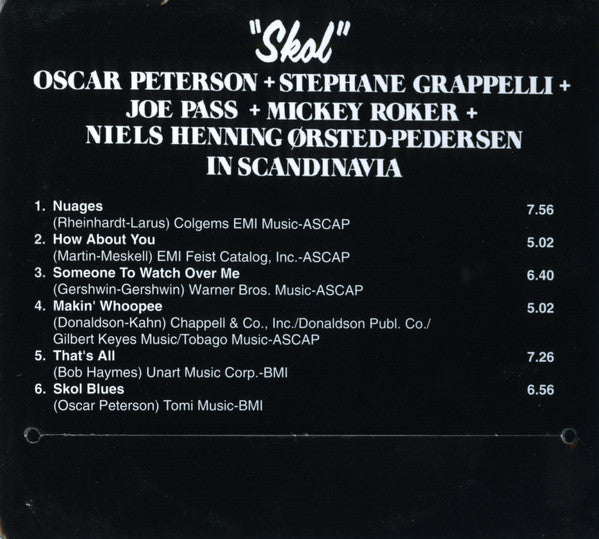 "Skol"
OSCAR PETERSON + STEPHANE GRAPPELLI +
JOE PASS + MICKEY ROKER +
NIELS HENNING ØRSTED-PEDERSEN
IN SCANDINAVIA
1. Nuages 7.56
(Rheinhardt-Larus) Colgems EMI Music-ASCAP
2. How About You 5.02
(Martin-Meskell) EMI Feist Catalog, Inc.-ASCAP
3. Someone To Watch Over Me 6.40
(Gershwin-Gershwin) Warner Bros. Music-ASCAP
4. Makin' Whoopee 5.02
(Donaldson-Kahn) Chappell & Co., Inc./Donaldson Publ. Co./
Gilbert Keyes Music/Tobago Music-ASCAP
5. That's All 7.26
(Bob Haymes) Unart Music Corp.-BMI
6. Skol Blues 6.56
(Oscar Peterson) Tomi Music-BMI